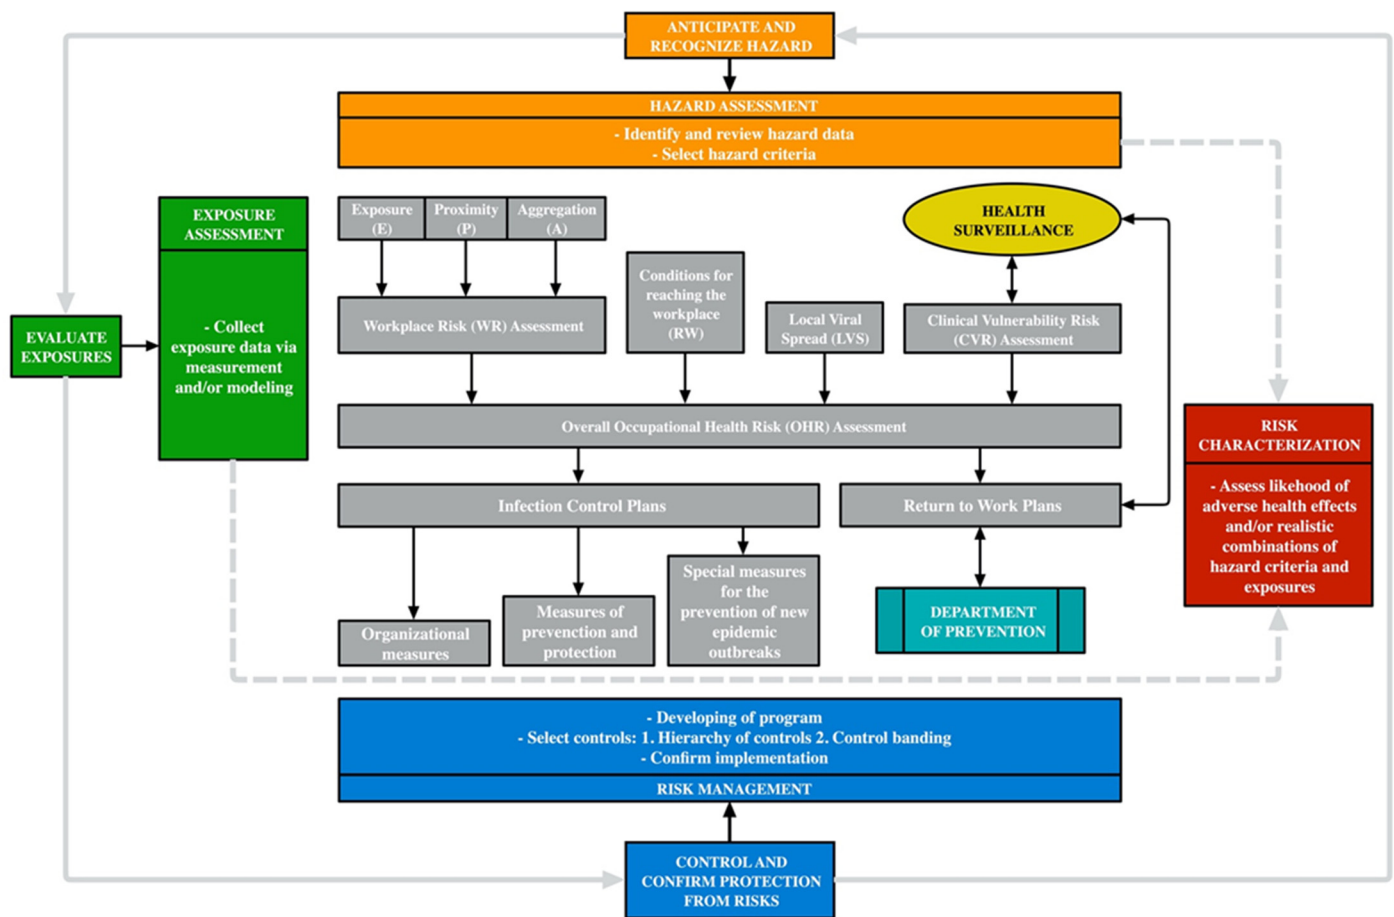 ANTICIPATE AND
RECOGNIZE HAZARD
HAZARD ASSESSMENT
- Identify and review hazard data
- Select hazard criteria
EXPOSURE
ASSESSMENT
- Collect
exposure data via
measurement
and/or modeling
EVALUATE
EXPOSURES
Exposure
(E)
Proximity
(P)
Aggregation
(A)
Workplace Risk (WR) Assessment
Conditions for
reaching the
workplace
(RW)
Local Viral
Spread (LVS)
HEALTH
SURVEILLANCE
Clinical Vulnerability Risk
(CVR) Assessment
Overall Occupational Health Risk (OHR) Assessment
Infection Control Plans
Return to Work Plans
Organizational
measures
Measures of
prevenction and
protection
Special measures
for the
prevention of new
epidemic
outbreaks
DEPARTMENT
OF PREVENTION
RISK
CHARACTERIZATION
- Assess likehood of
adverse health effects
and/or realistic
combinations of
hazard criteria and
exposures
- Developing of program
- Select controls: 1. Hierarchy of controls 2. Control banding
- Confirm implementation
RISK MANAGEMENT
CONTROL AND
CONFIRM PROTECTION
FROM RISKS